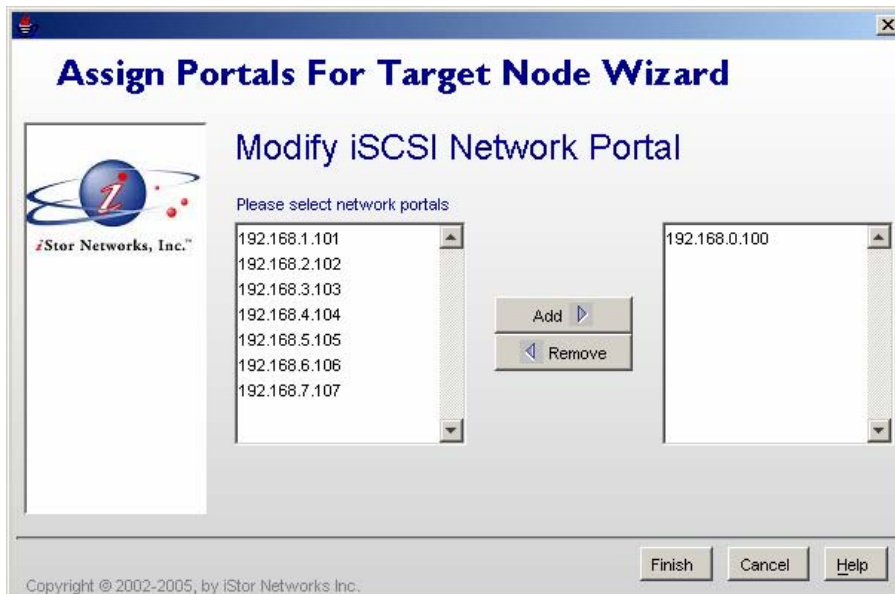 Assign Portals For Target Node Wizard
Modify iSCSI Network Portal
i
iStor Networks, Inc.™
Please select network portals
192.168.1.101
192.168.2.102
192.168.3.103
192.168.4.104
192.168.5.105
192.168.6.106
192.168.7.107
Add
Remove
192.168.0.100
Finish
Cancel
Help
Copyright © 2002-2005, by iStor Networks Inc.